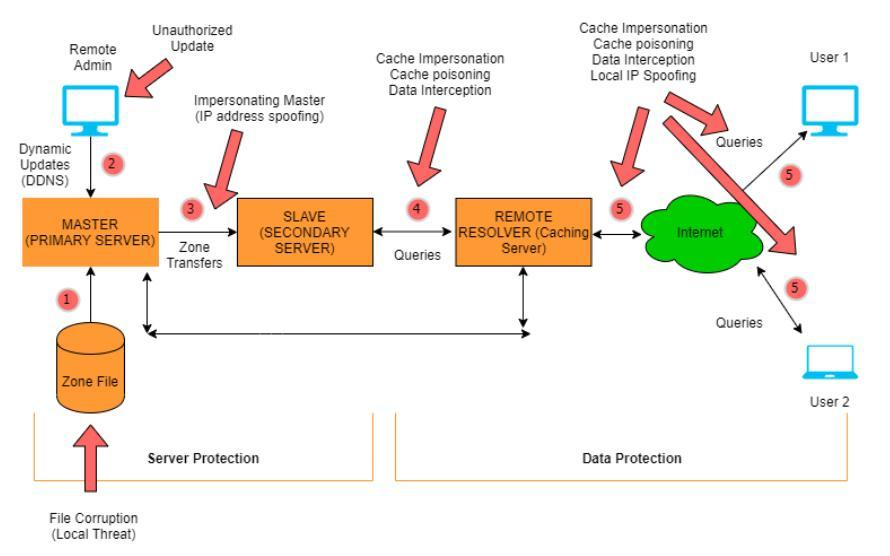 Unauthorized
Update
Remote
Admin
Cache Impersonation
Cache poisoning
Data Interception
Cache Impersonation
Cache poisoning
Data Interception
Local IP Spoofing
User 1
Impersonating Master
(IP address spoofing)
Queries
Dynamic
Updates
(DDNS)
2
3
4
5
5
MASTER
(PRIMARY SERVER)
Zone
Transfers
SLAVE
(SECONDARY
SERVER)
Queries
REMOTE
RESOLVER (Caching
Server)
Internet
1
5
Queries
Zone File
User 2
Server Protection
Data Protection
File Corruption
(Local Threat)